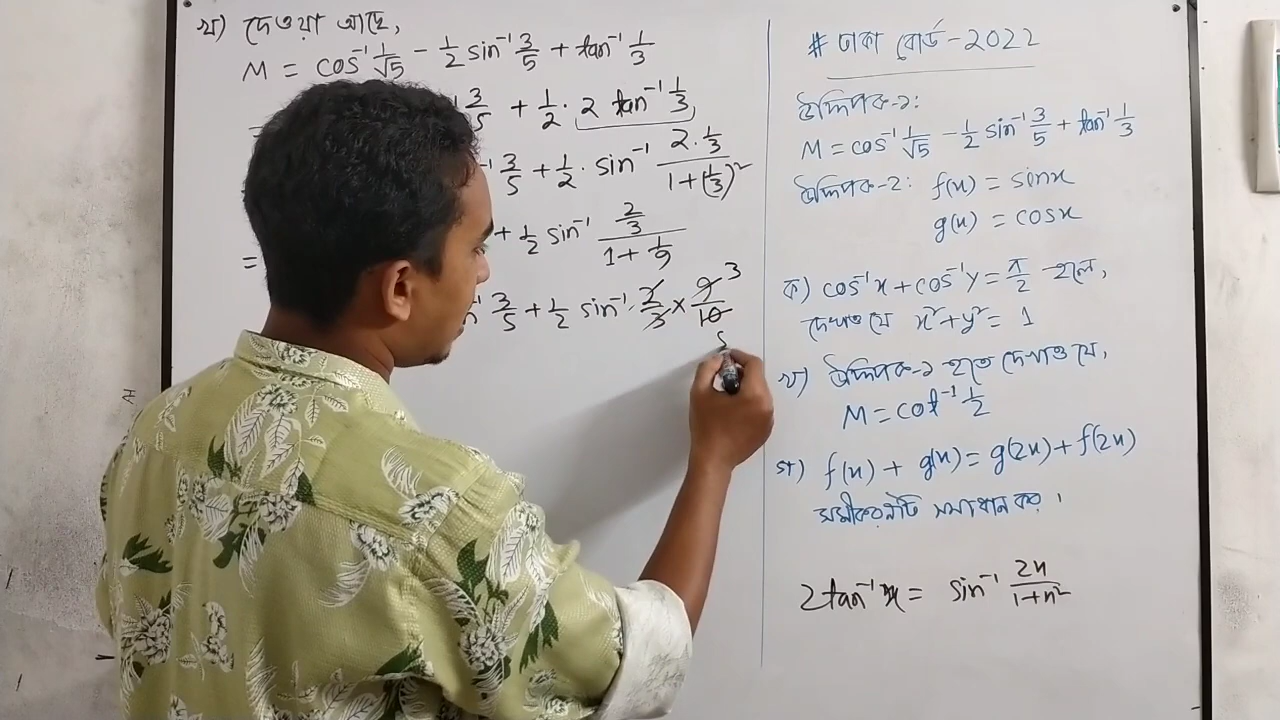 খ) দেওয়া আছে,
M = cos⁻¹ 1/√5 − 1/2 sin⁻¹ 3/5 + tan⁻¹ 1/3
3/5 + 1/2 · 2 tan⁻¹ 1/3
⁻¹ 3/5 + 1/2 · sin⁻¹ (2 · 1/3)/(1 + (1/3)²)
= + 1/2 sin⁻¹ (2/3)/(1 + 1/9)
n⁻¹ 3/5 + 1/2 sin⁻¹ · 2/3 × 9/10 3 5
# ঢাকা বোর্ড - 2022
উদ্দিপক-১:
M = cos⁻¹ 1/√5 − 1/2 sin⁻¹ 3/5 + tan⁻¹ 1/3
উদ্দিপক-2: f(x) = sinx
g(x) = cosx
ক) cos⁻¹x + cos⁻¹y = π/2 হলে,
দেখাও যে x² + y² = 1
খ) উদ্দিপক-১ হতে দেখাও যে,
M = cot⁻¹ 1/2
গ) f(x) + g(x) = g(2x) + f(2x)
সমীকরণটি সমাধান কর।
2tan⁻¹x = sin⁻¹ 2x/(1+x²)